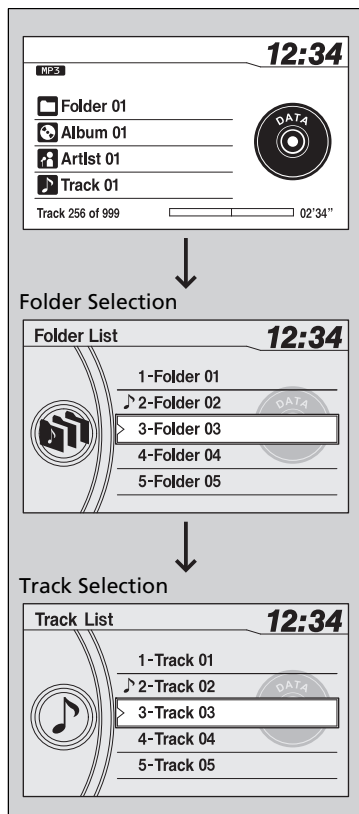 12:34
MP3
Folder 01
Album 01
Artist 01
Track 01
DATA
Track 256 of 999 02'34"
Folder Selection
Folder List 12:34
1-Folder 01
2-Folder 02
3-Folder 03
4-Folder 04
5-Folder 05
DATA
Track Selection
Track List 12:34
1-Track 01
2-Track 02
3-Track 03
4-Track 04
5-Track 05
DATA